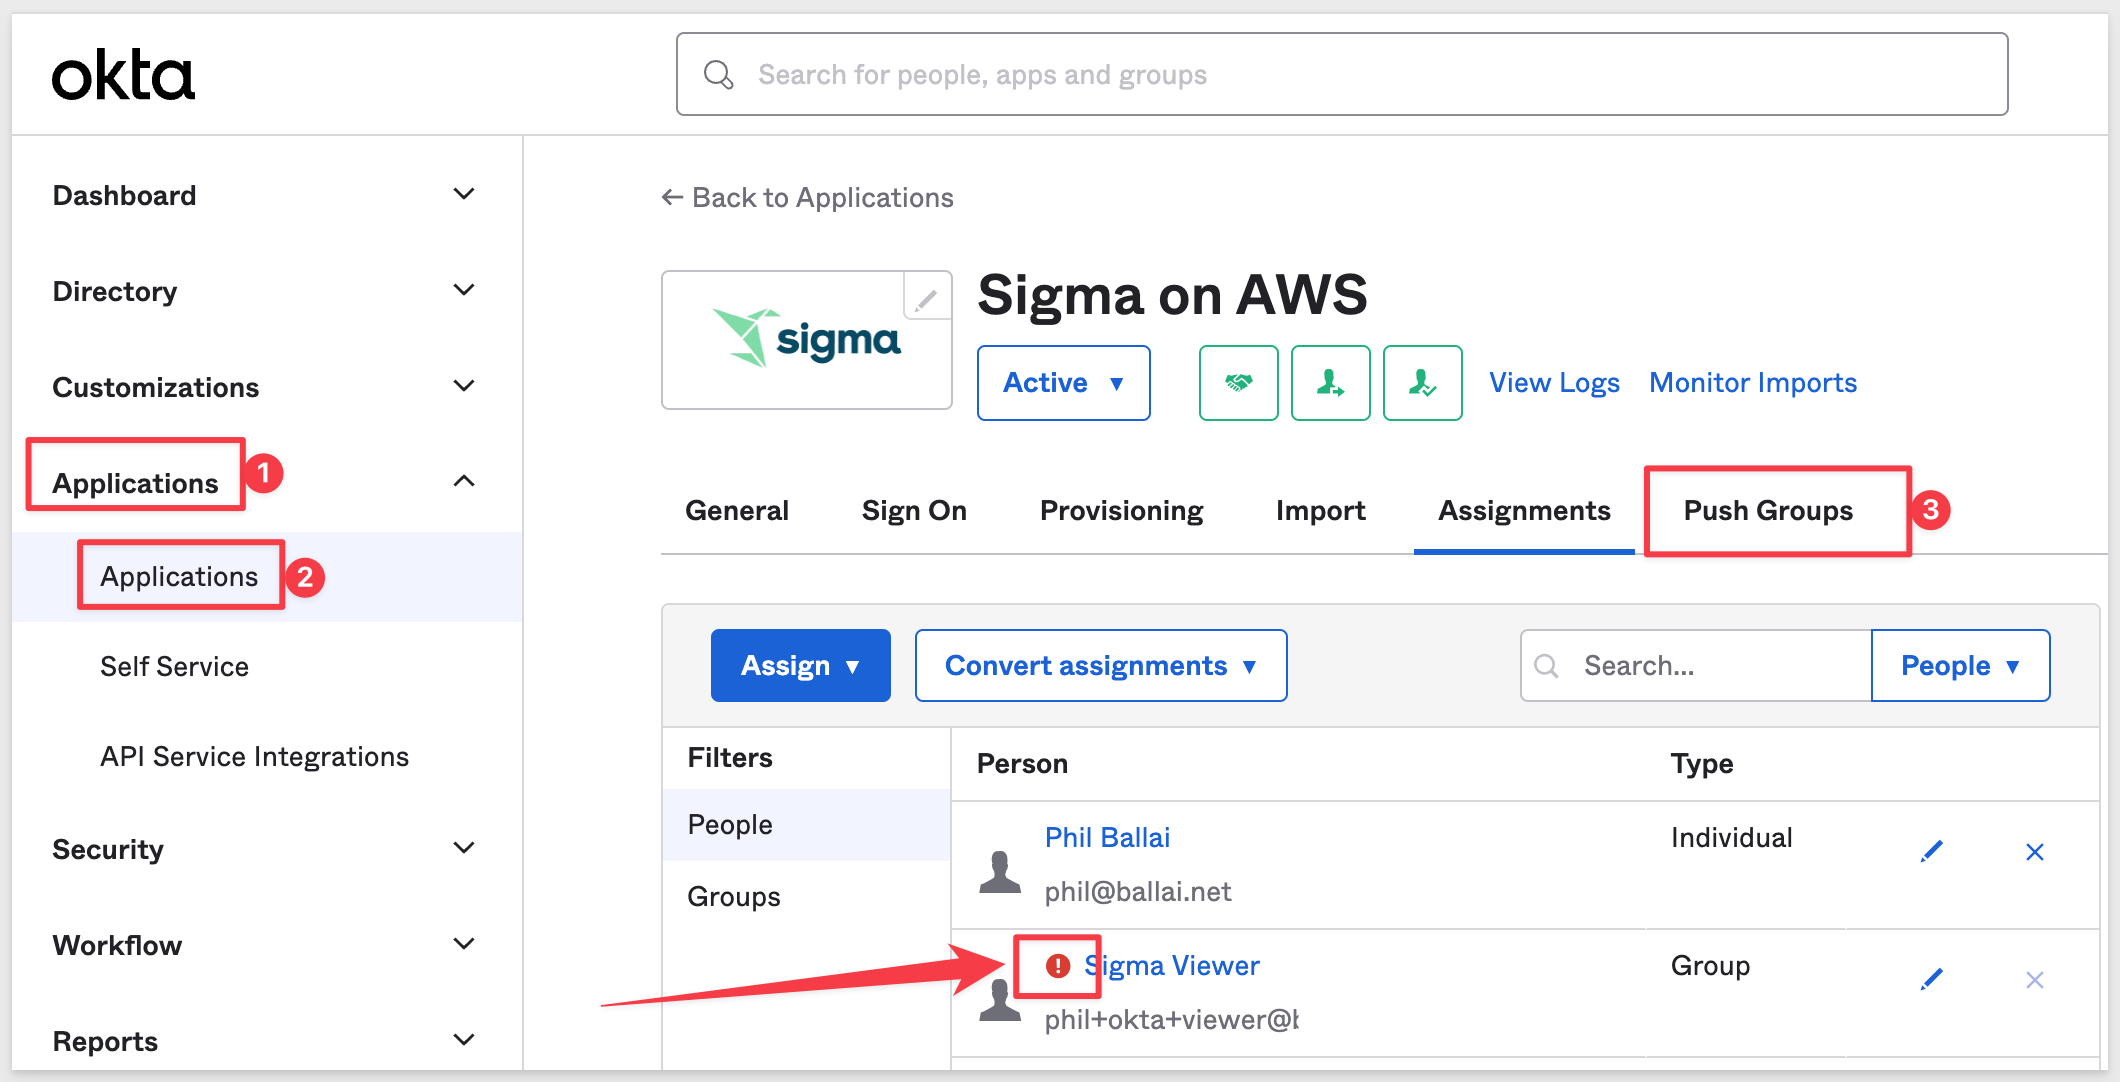 okta
Search for people, apps and groups
Dashboard
Directory
Customizations
Applications 1
Applications 2
Self Service
API Service Integrations
Security
Workflow
Reports
← Back to Applications
sigma
Sigma on AWS
Active ▼
View Logs
Monitor Imports
General
Sign On
Provisioning
Import
Assignments
Push Groups 3
Assign ▼
Convert assignments ▼
Search...
People ▼
Filters
People
Groups
Person
Type
Phil Ballai
Individual
phil@ballai.net
! Sigma Viewer
Group
phil+okta+viewer@